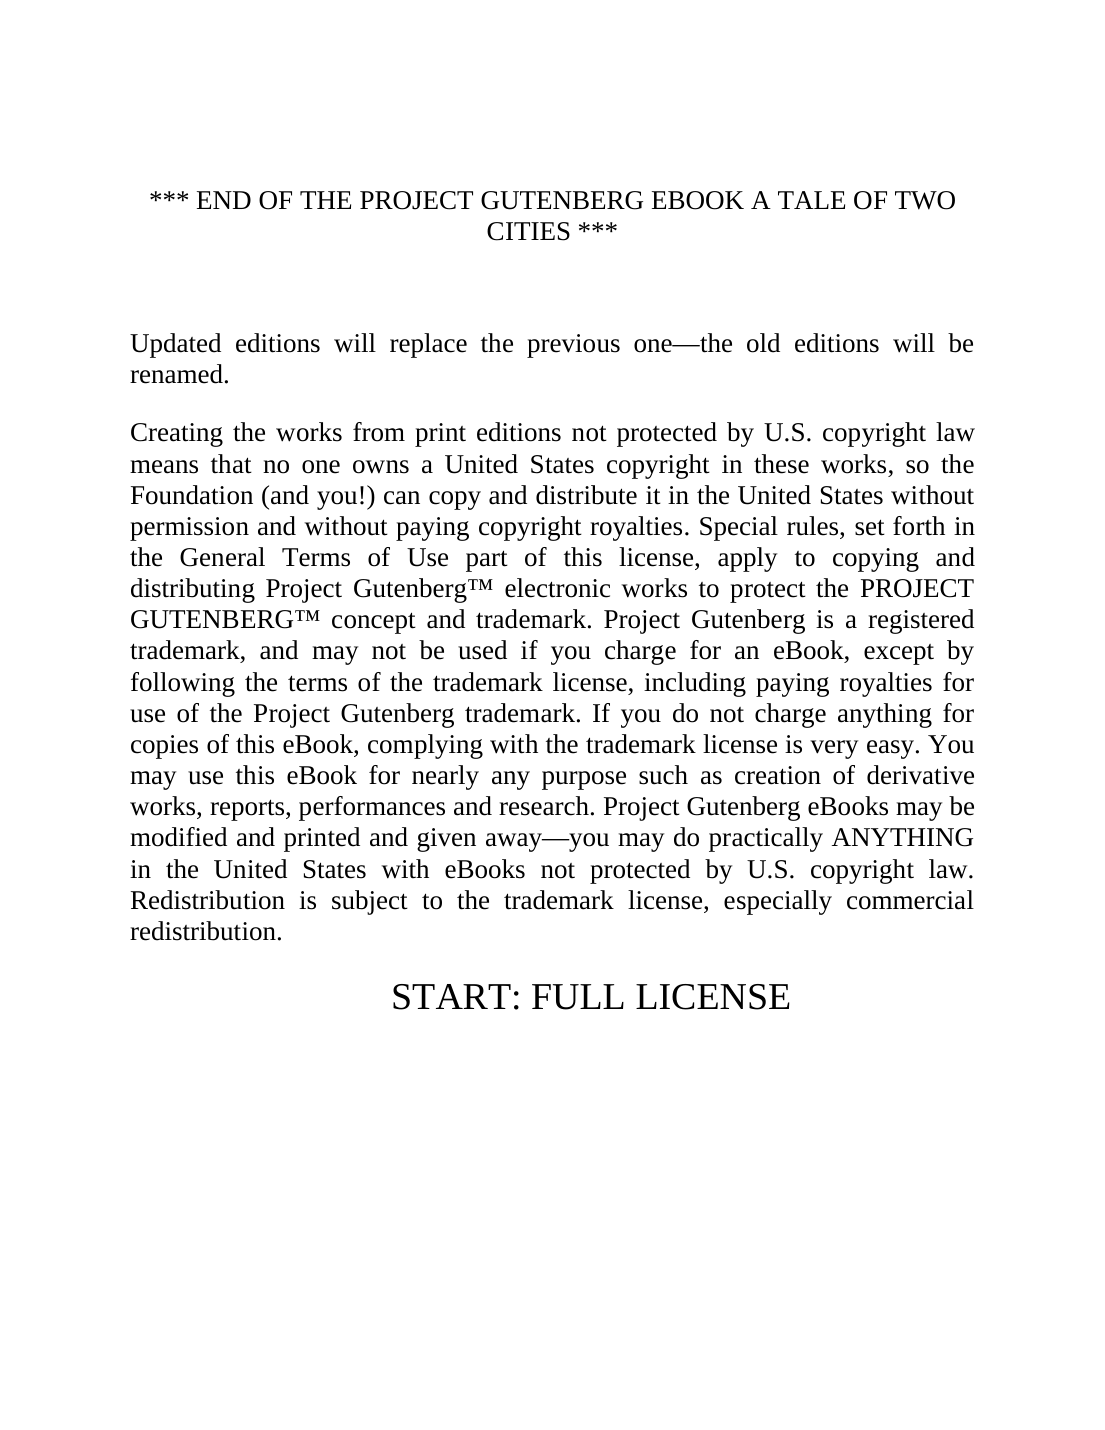 *** END OF THE PROJECT GUTENBERG EBOOK A TALE OF TWO
CITIES ***
Updated editions will replace the previous one—the old editions will be
renamed.
Creating the works from print editions not protected by U.S. copyright law
means that no one owns a United States copyright in these works, so the
Foundation (and you!) can copy and distribute it in the United States without
permission and without paying copyright royalties. Special rules, set forth in
the General Terms of Use part of this license, apply to copying and
distributing Project Gutenberg™ electronic works to protect the PROJECT
GUTENBERG™ concept and trademark. Project Gutenberg is a registered
trademark, and may not be used if you charge for an eBook, except by
following the terms of the trademark license, including paying royalties for
use of the Project Gutenberg trademark. If you do not charge anything for
copies of this eBook, complying with the trademark license is very easy. You
may use this eBook for nearly any purpose such as creation of derivative
works, reports, performances and research. Project Gutenberg eBooks may be
modified and printed and given away—you may do practically ANYTHING
in the United States with eBooks not protected by U.S. copyright law.
Redistribution is subject to the trademark license, especially commercial
redistribution.
START: FULL LICENSE